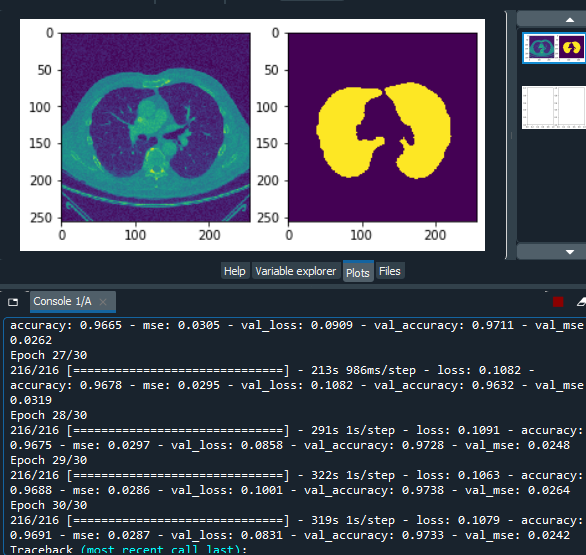 0
0
50
50
100
100
150
150
200
200
250
250
0
100
200
0
100
200
Help Variable explorer Plots Files
Console 1/A ×
accuracy: 0.9665 - mse: 0.0305 - val_loss: 0.0909 - val_accuracy: 0.9711 - val_mse
0.0262
Epoch 27/30
216/216 [==============================] - 213s 986ms/step - loss: 0.1082 -
accuracy: 0.9678 - mse: 0.0295 - val_loss: 0.1082 - val_accuracy: 0.9632 - val_mse
0.0319
Epoch 28/30
216/216 [==============================] - 291s 1s/step - loss: 0.1091 - accuracy:
0.9675 - mse: 0.0297 - val_loss: 0.0858 - val_accuracy: 0.9728 - mse: 0.0248
Epoch 29/30
216/216 [==============================] - 322s 1s/step - loss: 0.1063 - accuracy:
0.9688 - mse: 0.0286 - val_loss: 0.1001 - val_accuracy: 0.9738 - mse: 0.0264
Epoch 30/30
216/216 [==============================] - 319s 1s/step - loss: 0.1079 - accuracy:
0.9691 - mse: 0.0287 - val_loss: 0.0831 - val_accuracy: 0.9733 - mse: 0.0242
Traceback (most recent call last):